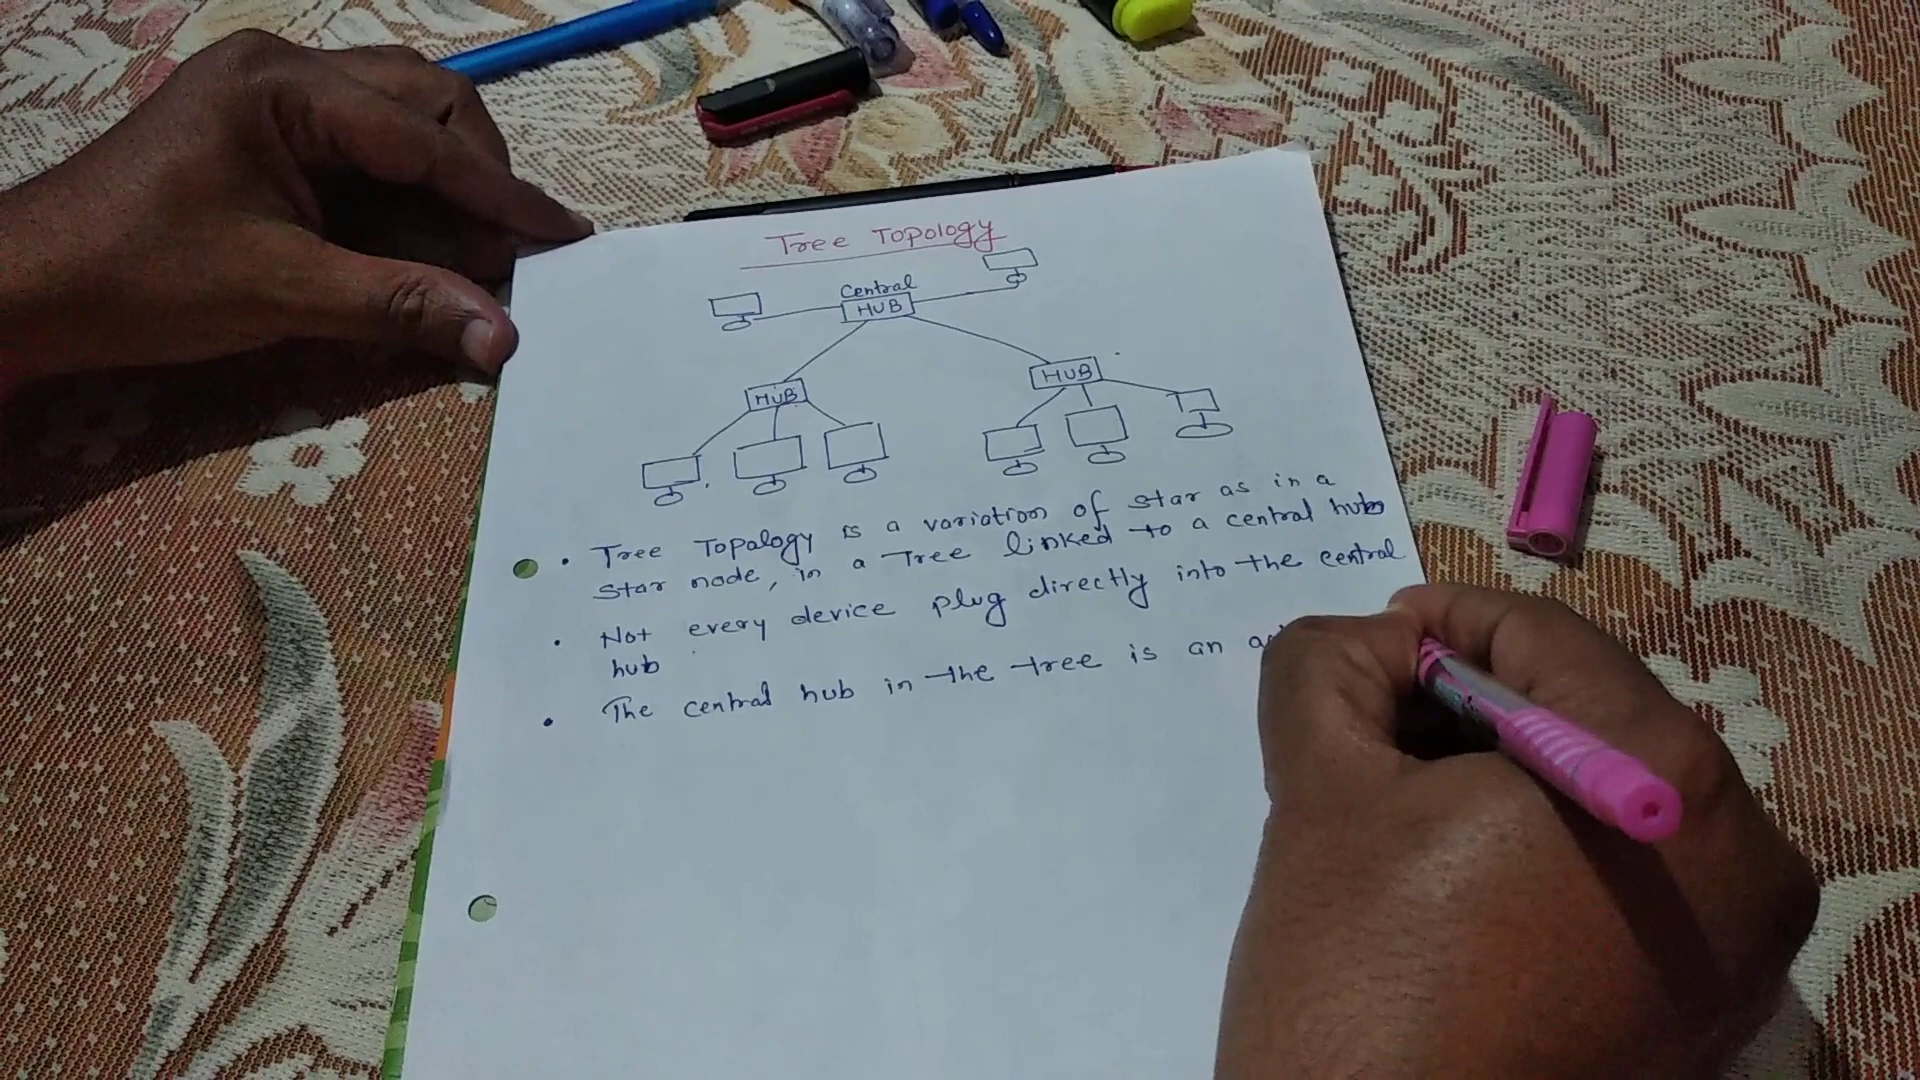 Tree Topology
Central
HUB
HUB
HUB
• Tree Topalogy is a variation of star as in a
star node, in a Tree linked to a central hub
• Not every device plug directly into the central
hub
• The central hub in the tree is an